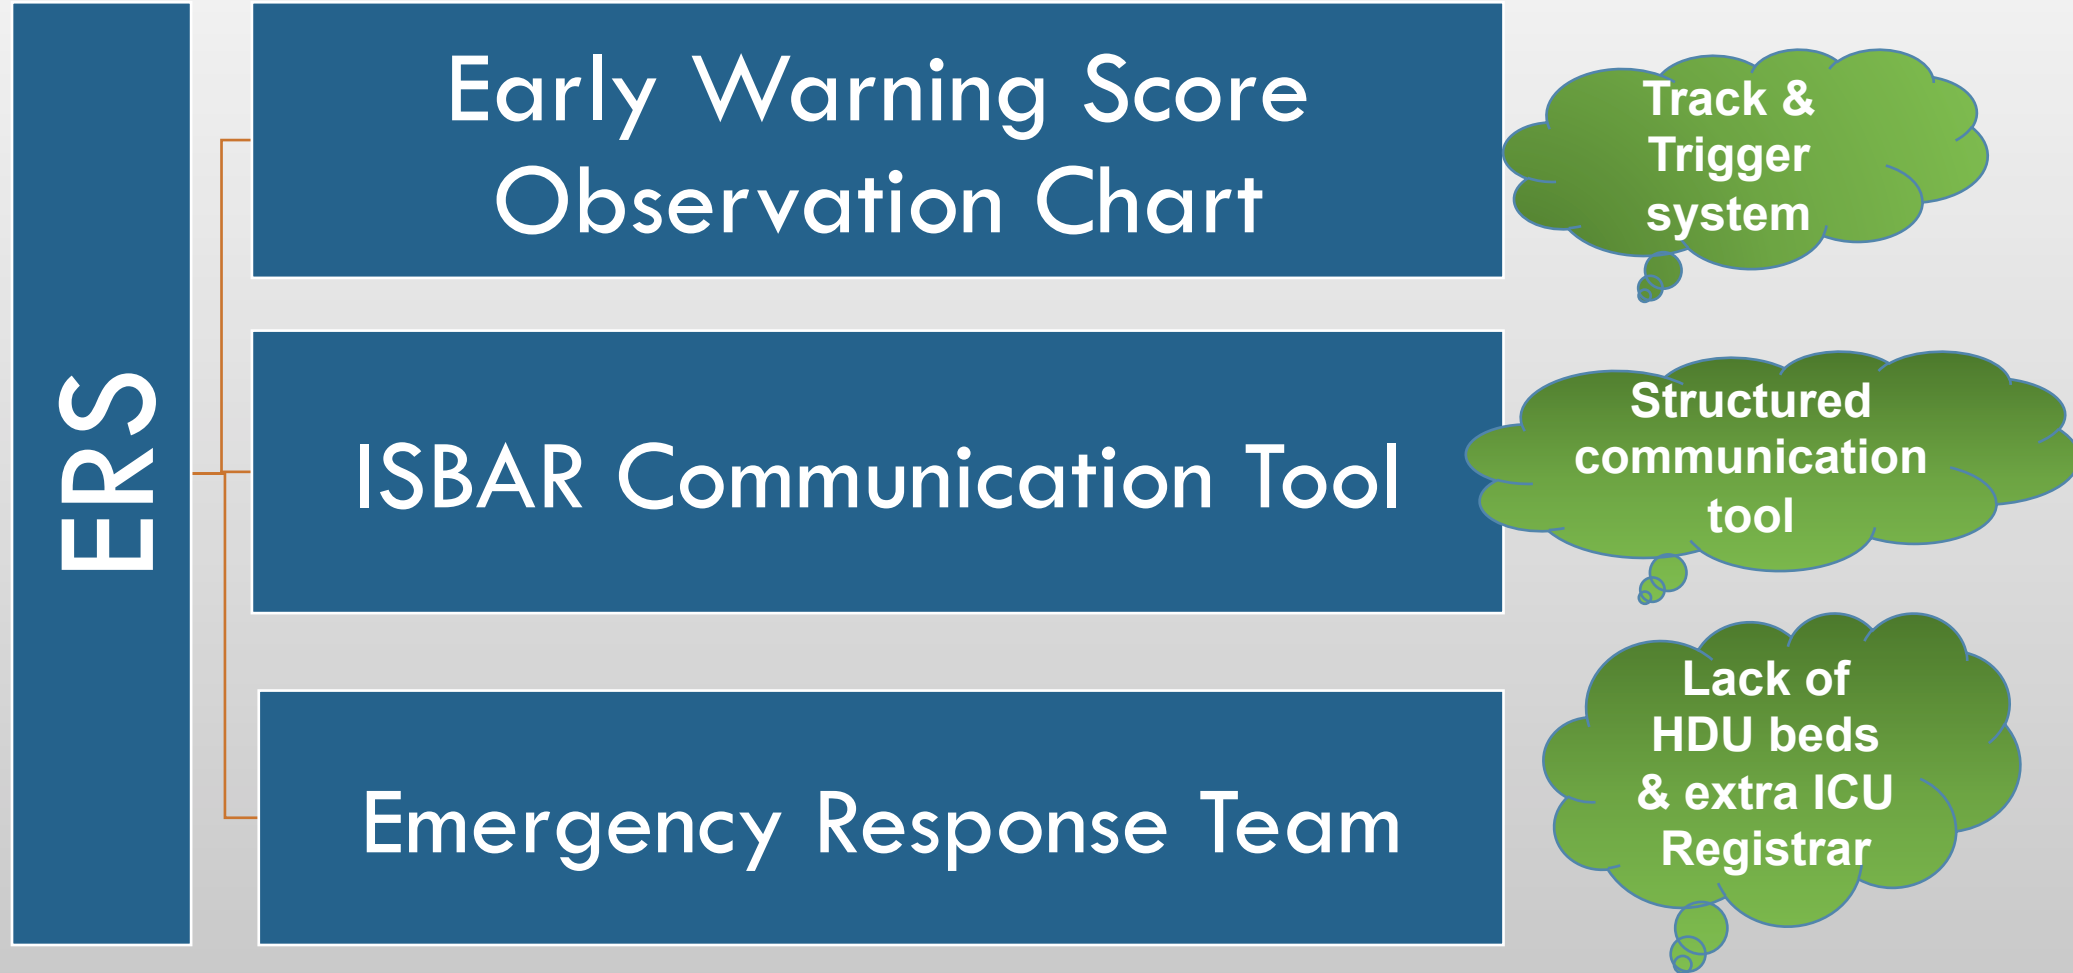 ERS
Early Warning Score
Observation Chart
Track &
Trigger
system
ISBAR Communication Tool
Structured
communication
tool
Emergency Response Team
Lack of
HDU beds
& extra ICU
Registrar